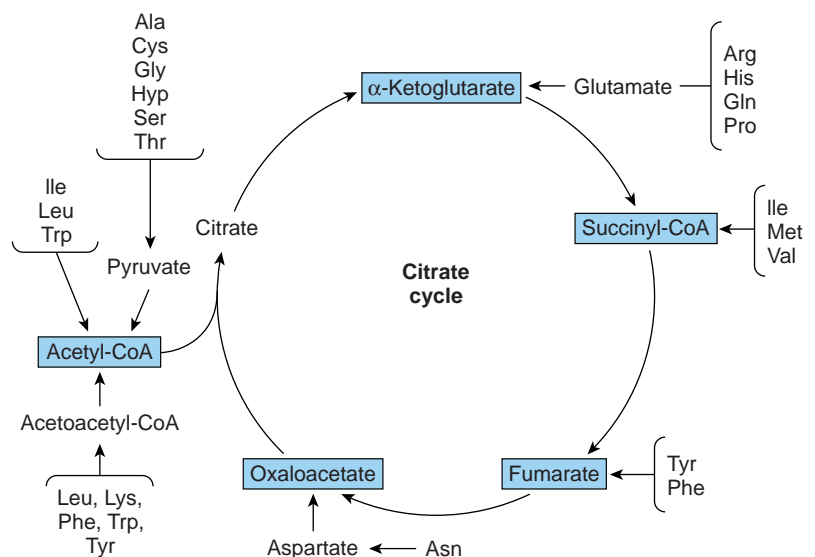 Ala
Cys
Gly
Hyp
Ser
Thr
α-Ketoglutarate
Glutamate
Arg
His
Gln
Pro
Ile
Leu
Trp
Citrate
Pyruvate
Succinyl-CoA
Ile
Met
Val
Citrate
cycle
Acetyl-CoA
Acetoacetyl-CoA
Leu, Lys,
Phe, Trp,
Tyr
Oxaloacetate
Fumarate
Tyr
Phe
Aspartate
Asn